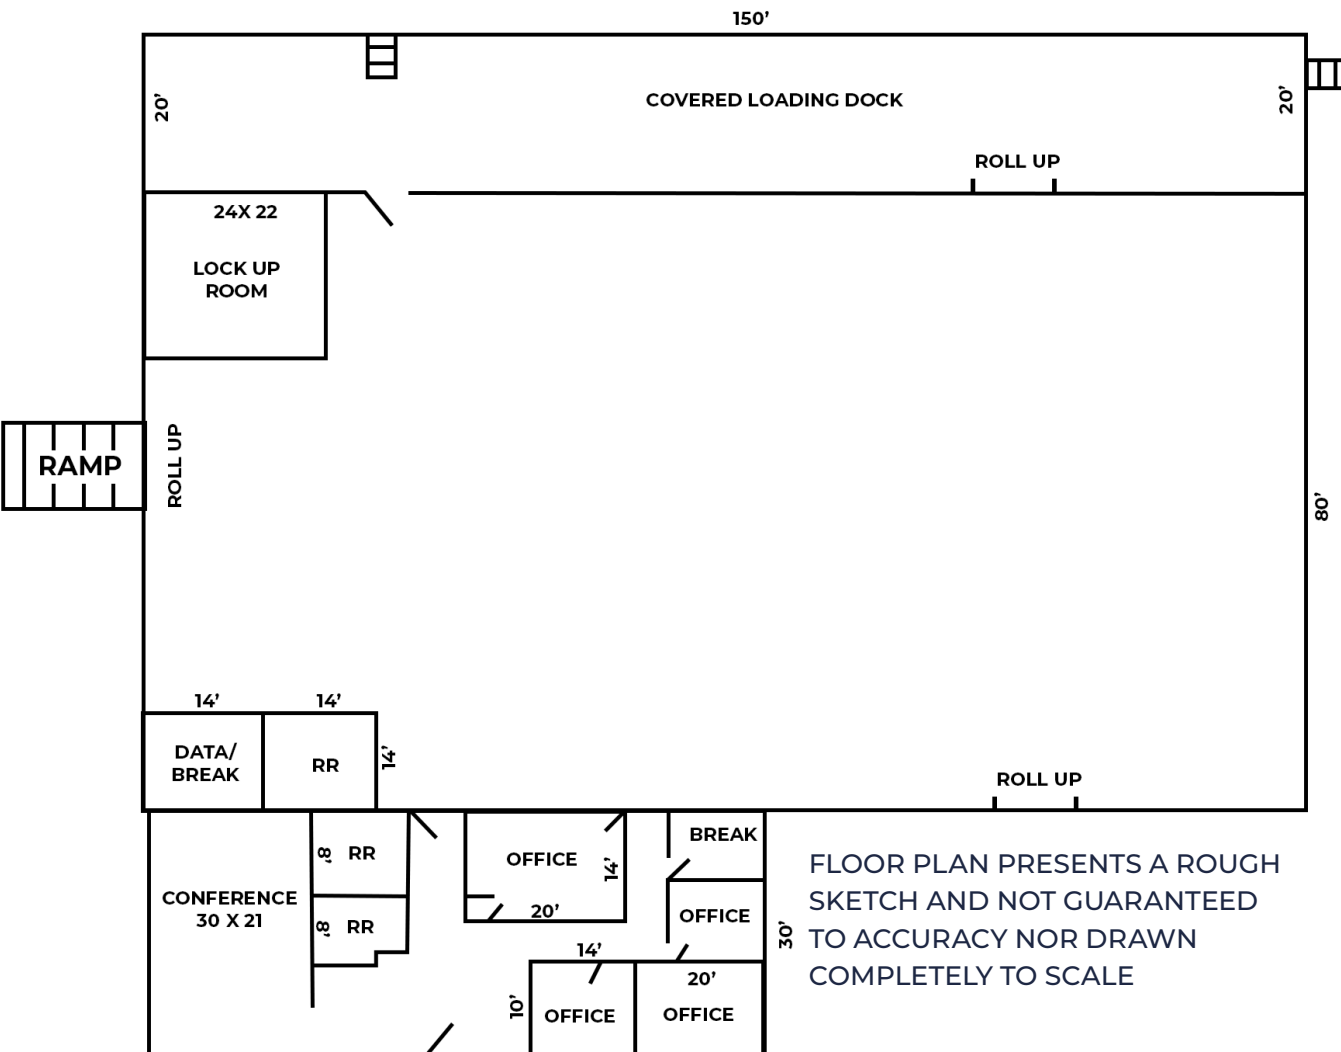 150’
20’
COVERED LOADING DOCK
20’
ROLL UP
24X 22
LOCK UP
ROOM
RAMP
ROLL UP
80’
14’
14’
DATA/
BREAK
RR
14’
ROLL UP
BREAK
8’
RR
OFFICE
14’
CONFERENCE
30 X 21
8’
RR
20’
OFFICE
30’
14’
20’
10’
OFFICE
OFFICE
FLOOR PLAN PRESENTS A ROUGH
SKETCH AND NOT GUARANTEED
TO ACCURACY NOR DRAWN
COMPLETELY TO SCALE